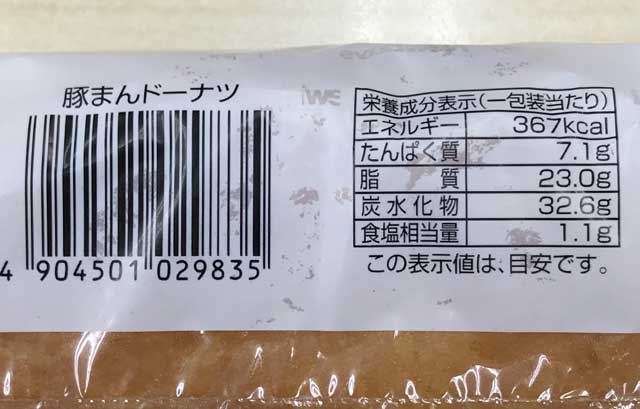 豚まんドーナツ
4 904501 029835
栄養成分表示(一包装当たり)
エネルギー 367kcal
たんぱく質 7.1g
脂 質 23.0g
炭水化物 32.6g
食塩相当量 1.1g
この表示値は、目安です。